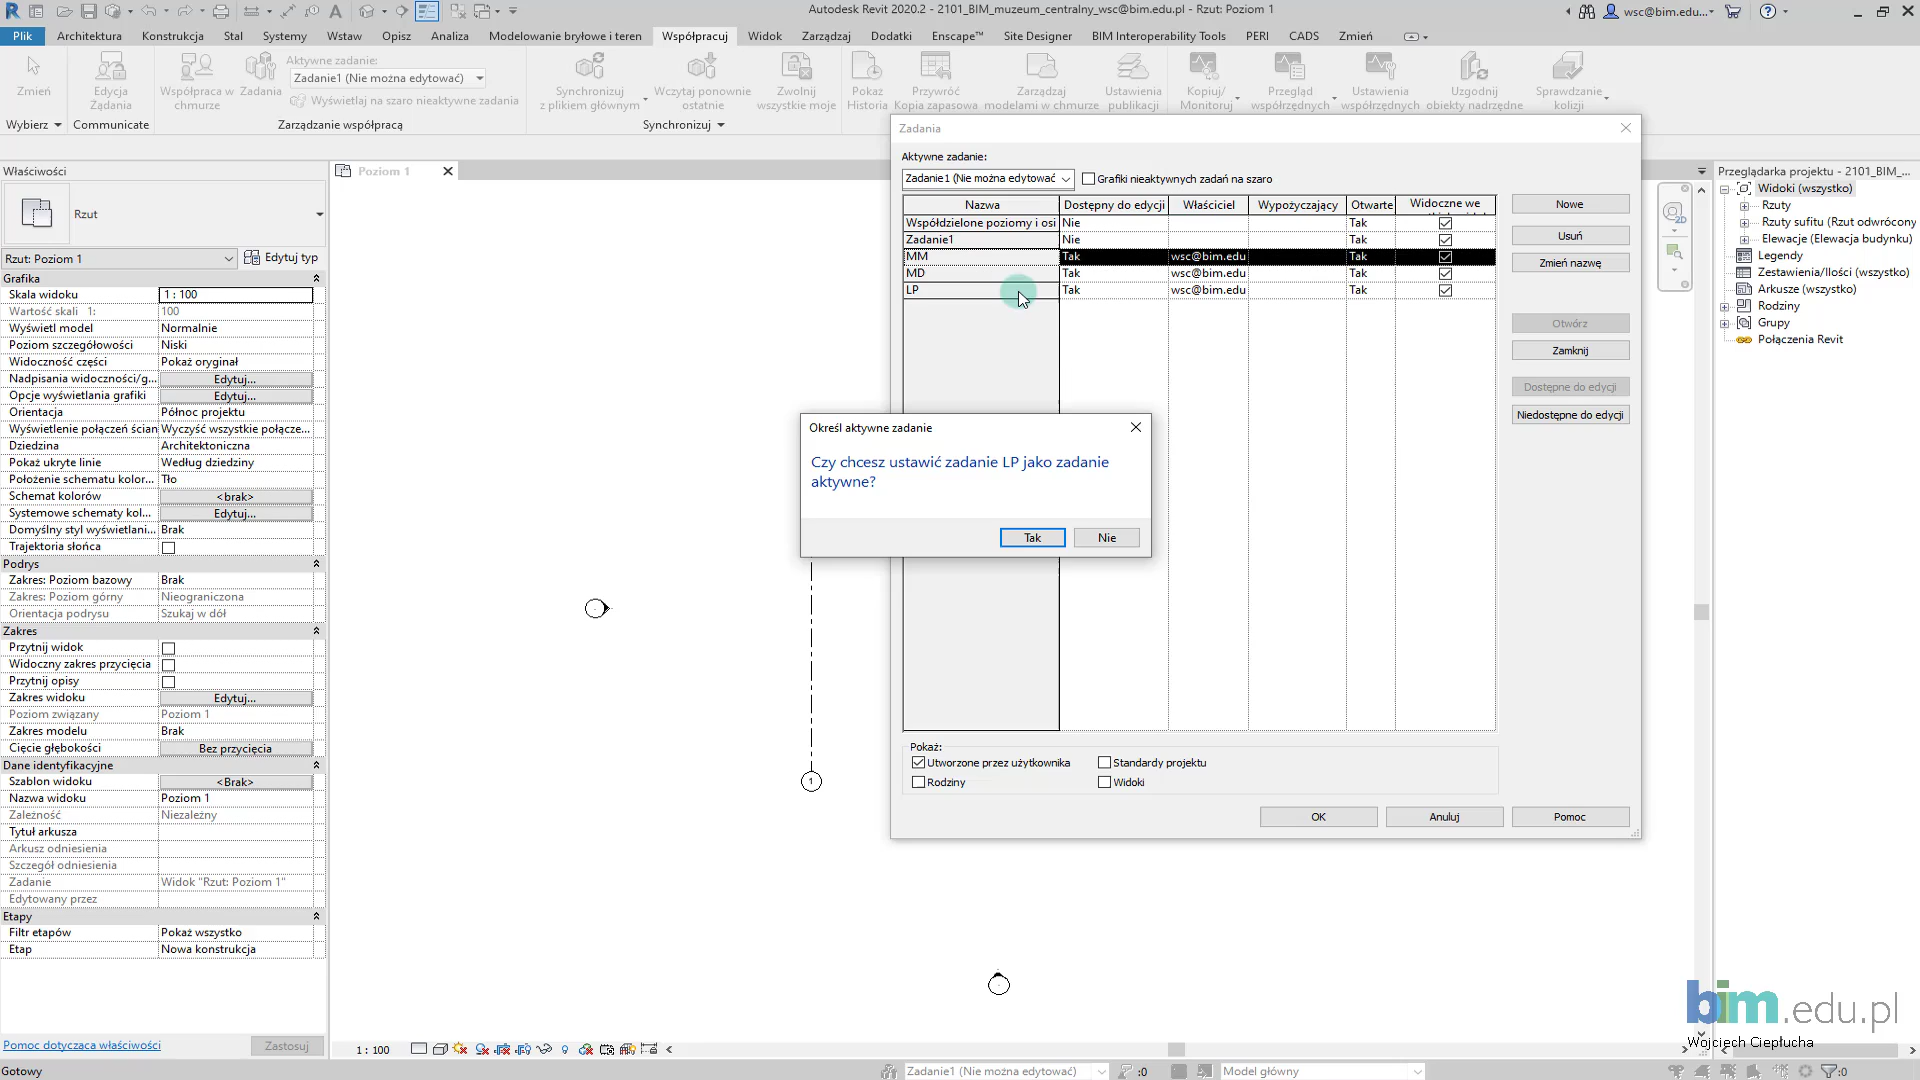 Autodesk Revit 2020.2 - 2101_BIM_muzeum_centralny_wsc@bim.edu.pl - Rzut: Poziom 1
wsc@bim.edu...
Plik Architektura Konstrukcja Stal Systemy Wstaw Opisz Analiza Modelowanie bryłowe i teren Współpracuj Widok Zarządzaj Dodatki Enscape™ Site Designer BIM Interoperability Tools PERI CADS Zmień
Zmień
Edycja Żądania
Współpraca w chmurze
Zadania
Aktywne zadanie:
Zadanie1 (Nie można edytować)
Wyświetlaj na szaro nieaktywne zadania
Synchronizuj z plikiem głównym
Wczytaj ponownie ostatnie
Zwolnij wszystkie moje
Pokaż Historia
Przywróć Kopia zapasowa
Zarządzaj modelami w chmurze
Ustawienia publikacji
Kopiuj/ Monitoruj
Przegląd współrzędnych
Ustawienia współrzędnych
Uzgodnij obiekty nadrzędne
Sprawdzanie kolizji
Wybierz Communicate Zarządzanie współpracą Synchronizuj
Właściwości
Rzut
Rzut: Poziom 1 Edytuj typ
Grafika
Skala widoku 1 : 100
Wartość skali 1: 100
Wyświetl model Normalnie
Poziom szczegółowości Niski
Widoczność części Pokaż oryginał
Nadpisania widoczności/g... Edytuj...
Opcje wyświetlania grafiki Edytuj...
Orientacja Północ projektu
Wyświetlenie połączeń ścian Wyczyść wszystkie połącze...
Dziedzina Architektoniczna
Pokaż ukryte linie Według dziedziny
Położenie schematu kolor... Tło
Schemat kolorów <brak>
Systemowe schematy kol... Edytuj...
Domyślny styl wyświetlani... Brak
Trajektoria słońca
Podrys
Zakres: Poziom bazowy Brak
Zakres: Poziom górny Nieograniczona
Orientacja podrysu Szukaj w dół
Zakres
Przytnij widok
Widoczny zakres przycięcia
Przytnij opisy
Zakres widoku Edytuj...
Poziom związany Poziom 1
Zakres modelu Brak
Cięcie głębokości Bez przycięcia
Dane identyfikacyjne
Szablon widoku <Brak>
Nazwa widoku Poziom 1
Zależność Niezależny
Tytuł arkusza
Arkusz odniesienia
Szczegół odniesienia
Zadanie Widok "Rzut: Poziom 1"
Edytowany przez
Etapy
Filtr etapów Pokaż wszystko
Etap Nowa konstrukcja
Pomoc dotycząca właściwości Zastosuj
Poziom 1
1
Zadania
Aktywne zadanie:
Zadanie1 (Nie można edytować Grafiki nieaktywnych zadań na szaro
Nazwa Dostępny do edycji Właściciel Wypożyczający Otwarte Widoczne we
Współdzielone poziomy i osi Nie Tak
Zadanie1 Nie Tak
MM Tak wsc@bim.edu Tak
MD Tak wsc@bim.edu Tak
LP Tak wsc@bim.edu Tak
Nowe
Usuń
Zmień nazwę
Otwórz
Zamknij
Dostępne do edycji
Niedostępne do edycji
Określ aktywne zadanie
Czy chcesz ustawić zadanie LP jako zadanie
aktywne?
Tak Nie
Pokaż:
Utworzone przez użytkownika Standardy projektu
Rodziny Widoki
OK Anuluj Pomoc
Przeglądarka projektu - 2101_BIM_...
Widoki (wszystko)
Rzuty
Rzuty sufitu (Rzut odwrócony
Elewacje (Elewacja budynku)
Legendy
Zestawienia/Ilości (wszystko)
Arkusze (wszystko)
Rodziny
Grupy
Połączenia Revit
2D
bim.edu.pl
Wojciech Ciepłucha
1 : 100
Gotowy Zadanie1 (Nie można edytować) :0 Model główny :0